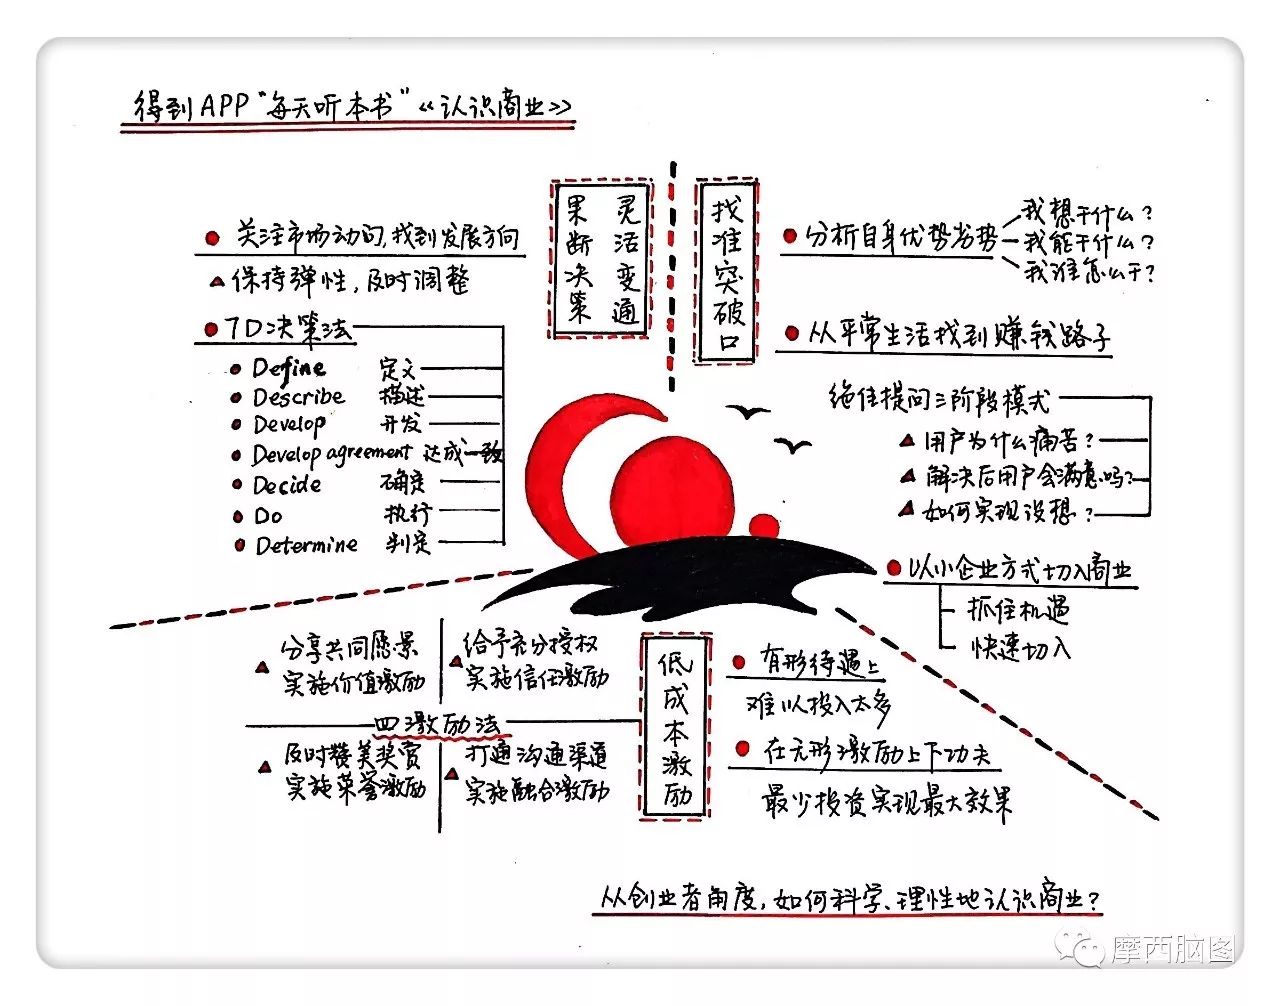 得到APP“每天听本书”《认识商业》
灵活变通
果断决策
关注市场动向,找到发展方向
保持弹性,及时调整
7D决策法
Define 定义
Describe 描述
Develop 开发
Develop agreement 达成一致
Decide 确定
Do 执行
Determine 判定
找准突破口
分析自身优势劣势
我想干什么?
我能干什么?
我准怎么干?
从平常生活找到赚钱路子
绝佳提问三阶段模式
用户为什么痛苦?
解决后用户会满意吗?
如何实现设想?
以小企业方式切入商业
抓住机遇
快速切入
低成本激励
有形待遇上
难以投入太多
在无形激励上下功夫
最少投资实现最大效果
四激励法
分享共同愿景
实施价值激励
给予充分授权
实施信任激励
及时赞美奖赏
实施荣誉激励
打通沟通渠道
实施融合激励
从创业者角度,如何科学、理性地认识商业?
摩西脑图